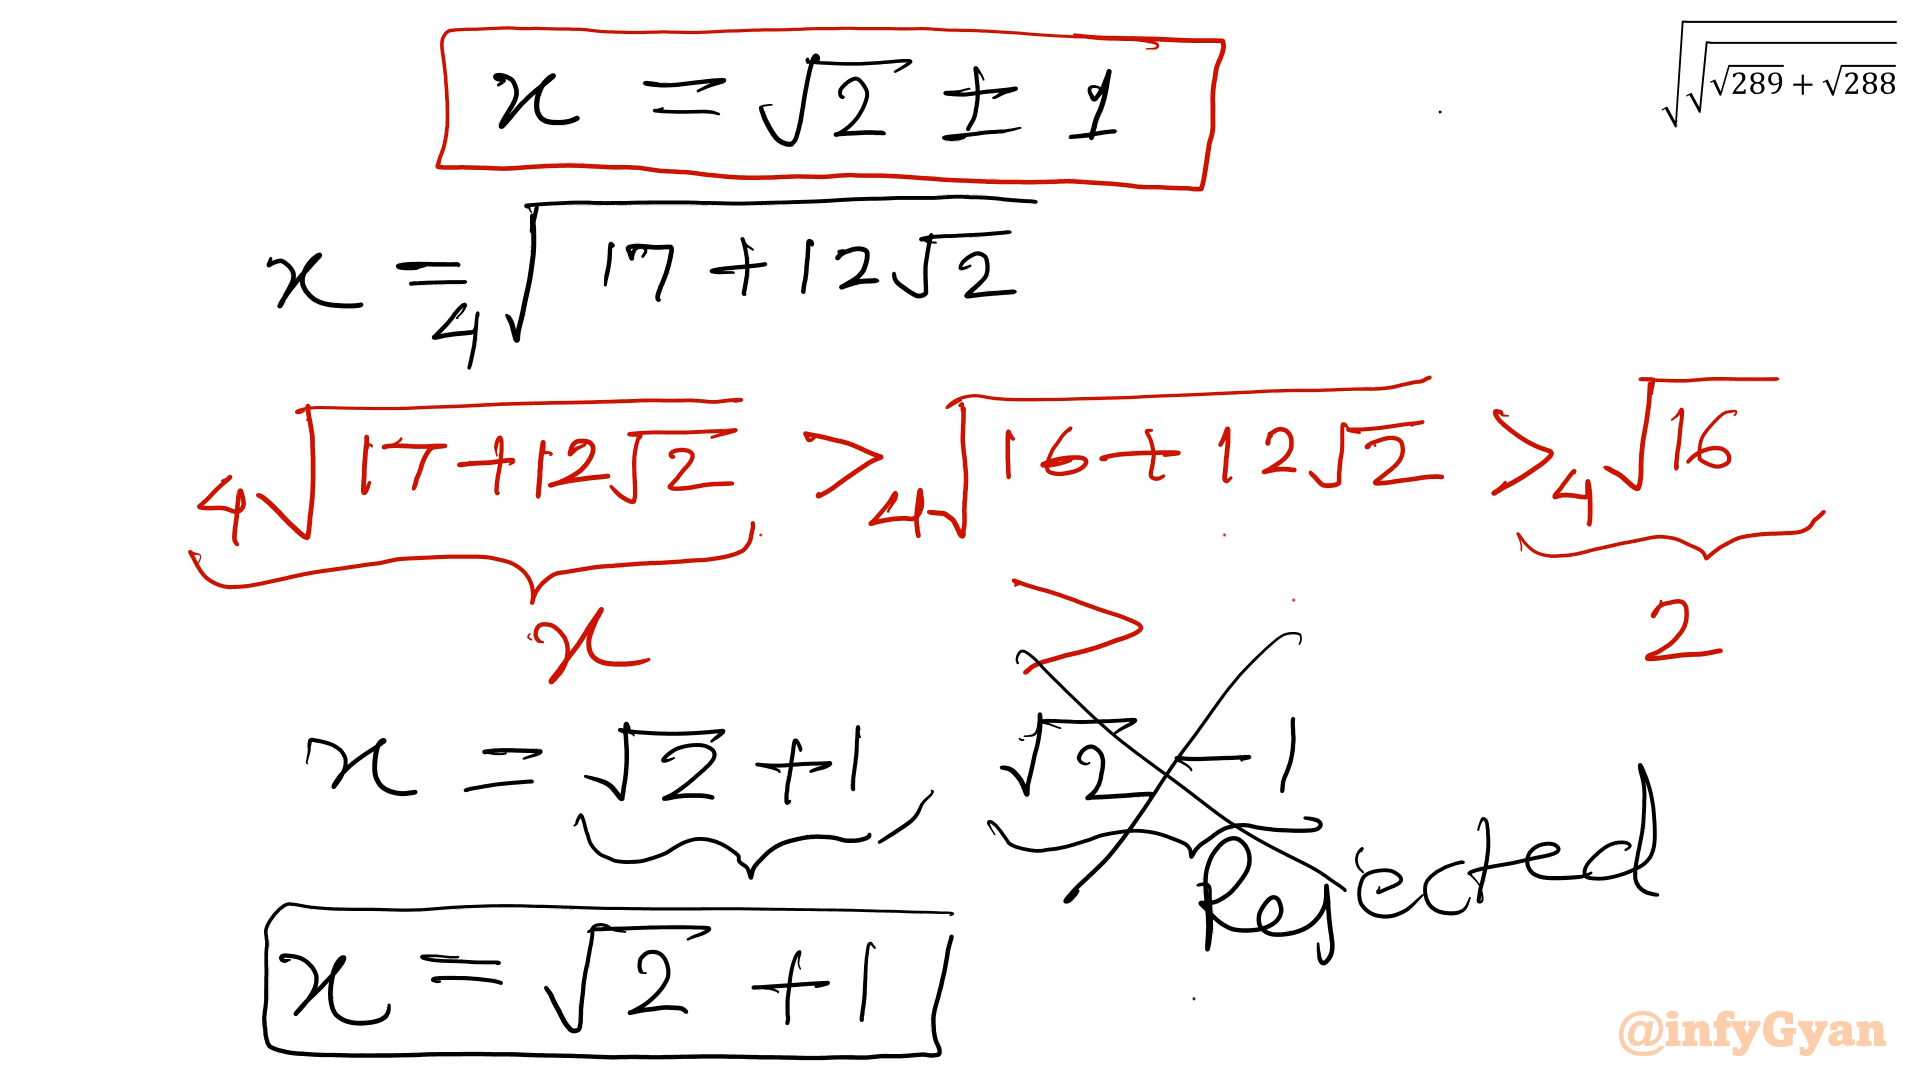 x = √2 ± 1
√(√(√289 + √288))
x = ⁴√(17 + 12√2)
⁴√(17 + 12√2) > ⁴√(16 + 12√2) > ⁴√16
x > 2
x = √2 + 1, √2 - 1
Rejected
x = √2 + 1
@infyGyan